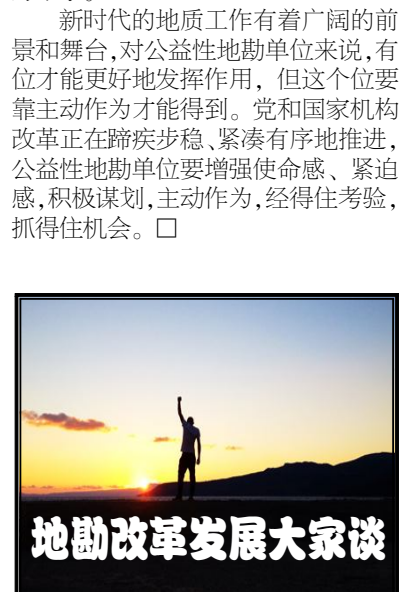 新时代的地质工作有着广阔的前
景和舞台,对公益性地勘单位来说,有
位才能更好地发挥作用，但这个位要
靠主动作为才能得到。党和国家机构
改革正在蹄疾步稳、紧凑有序地推进,
公益性地勘单位要增强使命感、紧迫
感,积极谋划,主动作为,经得住考验,
抓得住机会。□
地勘改革发展大家谈